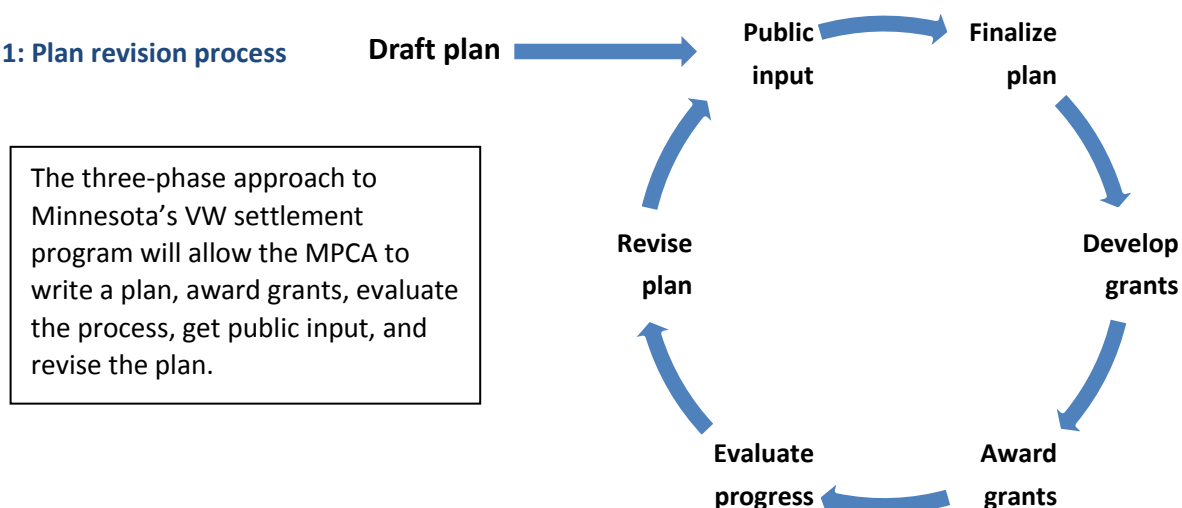 1: Plan revision process
Draft plan
Public
input
Finalize
plan
The three-phase approach to
Minnesota’s VW settlement
program will allow the MPCA to
write a plan, award grants, evaluate
the process, get public input, and
revise the plan.
Develop
grants
Award
grants
Evaluate
progress
Revise
plan